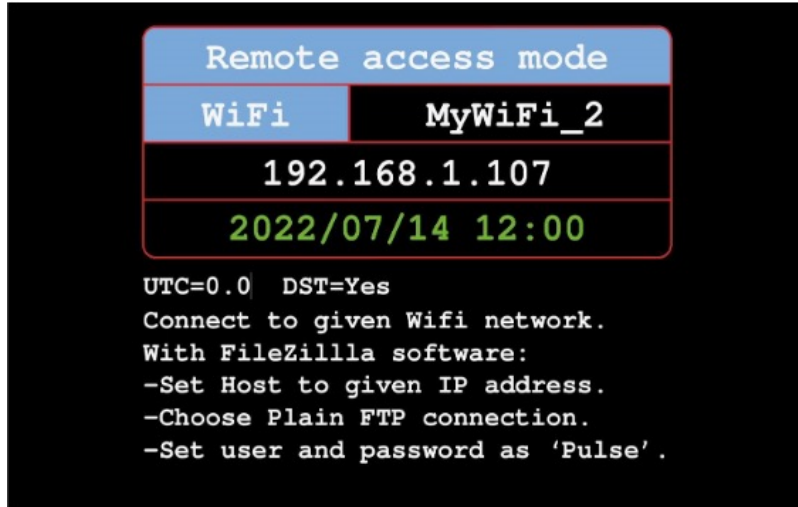 Remote access mode
WiFi MyWiFi_2
192.168.1.107
2022/07/14 12:00
UTC=0.0 DST=Yes
Connect to given Wifi network.
With FileZillla software:
-Set Host to given IP address.
-Choose Plain FTP connection.
-Set user and password as ‘Pulse’.